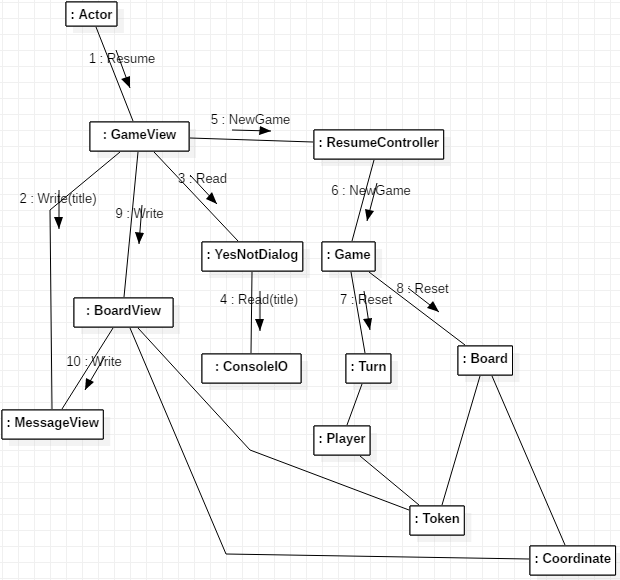 : Actor
1 : Resume
5 : NewGame
: GameView
: ResumeController
3 : Read
2 : Write(title)
6 : NewGame
9 : Write
: YesNotDialog
: Game
8 : Reset
4 : Read(title)
7 : Reset
: BoardView
10 : Write
: Board
: ConsoleIO
: Turn
: MessageView
: Player
: Token
: Coordinate